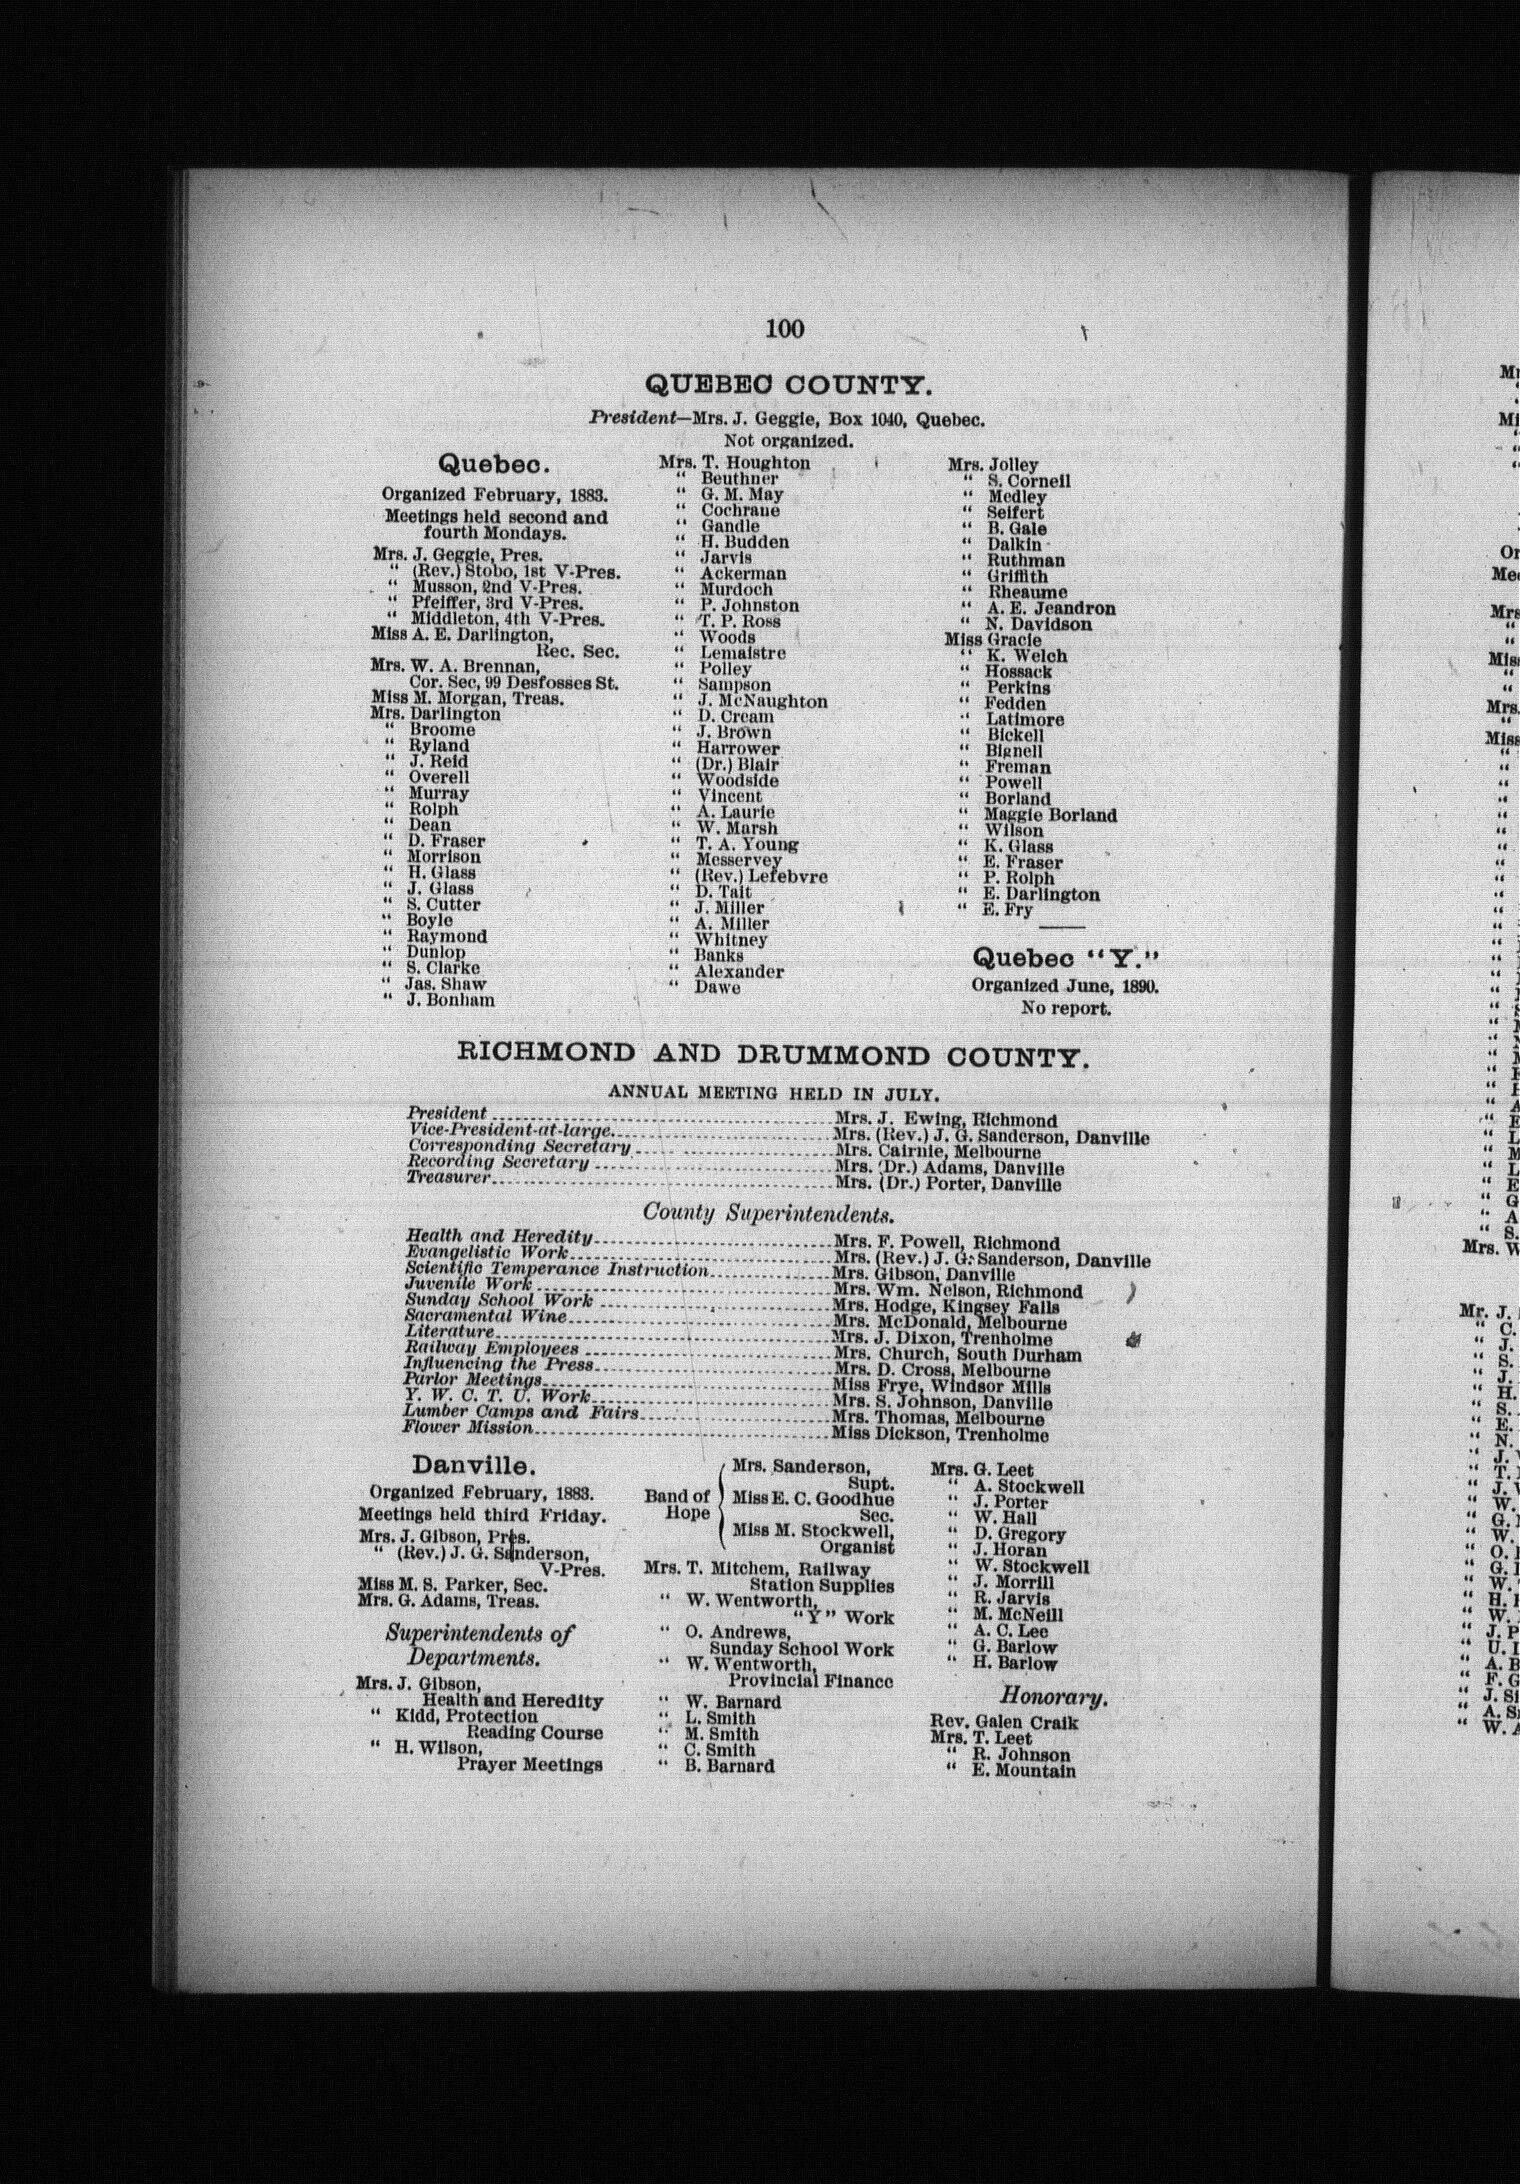 100
QUEBEC COUNTY.
President—Mrs. J. Geggie, Box 1040, Quebec.
Not organized.
Quebec.
Organized February, 1883.
Meetings held second and
fourth Mondays.
Mrs. J. Geggie, Pres.
“ (Rev.) Stobo, 1st V-Pres.
“ Musson, 2nd V-Pres.
“ Pfeiffer, 3rd V-Pres.
“ Middleton, 4th V-Pres.
Miss A. E. Darlington,
Rec. Sec.
Mrs. W. A. Brennan,
Cor. Sec, 99 Desfosses St.
Miss M. Morgan, Treas.
Mrs. Darlington
“ Broome
“ Ryland
“ J. Reid
“ Overell
“ Murray
“ Rolph
“ Dean
“ D. Fraser
“ Morrison
“ H. Glass
“ J. Glass
“ S. Cutter
“ Boyle
“ Raymond
“ Dunlop
“ S. Clarke
“ Jas. Shaw
“ J. Bonham
Mrs. T. Houghton
“ Beuthner
“ G. M. May
“ Cochrane
“ Gandle
“ H. Budden
“ Jarvis
“ Ackerman
“ Murdoch
“ P. Johnston
“ T. P. Ross
“ Woods
“ Lemaistre
“ Polley
“ Sampson
“ J. McNaughton
“ D. Cream
“ J. Brown
“ Harrower
“ (Dr.) Blair
“ Woodside
“ Vincent
“ A. Laurie
“ W. Marsh
“ T. A. Young
“ Messervey
“ (Rev.) Lefebvre
“ D. Tait
“ J. Miller
“ A. Miller
“ Whitney
“ Banks
“ Alexander
“ Dawe
Mrs. Jolley
“ S. Cornell
“ Medley
“ Seifert
“ B. Gale
“ Dalkin
“ Ruthman
“ Griffith
“ Rheaume
“ A. E. Jeandron
“ N. Davidson
Miss Gracie
“ K. Welch
“ Hossack
“ Perkins
“ Fedden
“ Latimore
“ Bickell
“ Bignell
“ Freman
“ Powell
“ Borland
“ Maggie Borland
“ Wilson
“ K. Glass
“ E. Fraser
“ P. Rolph
“ E. Darlington
“ E. Fry
Quebec “Y.”
Organized June, 1890.
No report.
RICHMOND AND DRUMMOND COUNTY.
ANNUAL MEETING HELD IN JULY.
President Mrs. J. Ewing, Richmond
Vice-President-at-large Mrs. (Rev.) J. G. Sanderson, Danville
Corresponding Secretary Mrs. Cairnie, Melbourne
Recording Secretary Mrs. (Dr.) Adams, Danville
Treasurer Mrs. (Dr.) Porter, Danville
County Superintendents.
Health and Heredity Mrs. F. Powell, Richmond
Evangelistic Work Mrs. (Rev.) J. G. Sanderson, Danville
Scientific Temperance Instruction Mrs. Gibson, Danville
Juvenile Work Mrs. Wm. Nelson, Richmond
Sunday School Work Mrs. Hodge, Kingsey Falls
Sacramental Wine Mrs. McDonald, Melbourne
Literature Mrs. J. Dixon, Trenholme
Railway Employees Mrs. Church, South Durham
Influencing the Press Mrs. D. Cross, Melbourne
Parlor Meetings Miss Frye, Windsor Mills
Y. W. C. T. U. Work Mrs. S. Johnson, Danville
Lumber Camps and Fairs Mrs. Thomas, Melbourne
Flower Mission Miss Dickson, Trenholme
Danville.
Organized February, 1883.
Meetings held third Friday.
Mrs. J. Gibson, Pres.
“ (Rev.) J. G. Sanderson,
V-Pres.
Miss M. S. Parker, Sec.
Mrs. G. Adams, Treas.
Superintendents of
Departments.
Mrs. J. Gibson,
Health and Heredity
“ Kidd, Protection
Reading Course
“ H. Wilson,
Prayer Meetings
Band of Hope
Mrs. Sanderson,
Supt.
Miss E. C. Goodhue
Sec.
Miss M. Stockwell,
Organist
Mrs. T. Mitchem, Railway
Station Supplies
“ W. Wentworth,
“Y” Work
“ O. Andrews,
Sunday School Work
“ W. Wentworth,
Provincial Finance
“ W. Barnard
“ L. Smith
“ M. Smith
“ C. Smith
“ B. Barnard
Mrs. G. Leet
“ A. Stockwell
“ J. Porter
“ W. Hall
“ D. Gregory
“ J. Horan
“ W. Stockwell
“ J. Morrill
“ R. Jarvis
“ M. McNeill
“ A. C. Lee
“ G. Barlow
“ H. Barlow
Honorary.
Rev. Galen Craik
Mrs. T. Leet
“ R. Johnson
“ E. Mountain